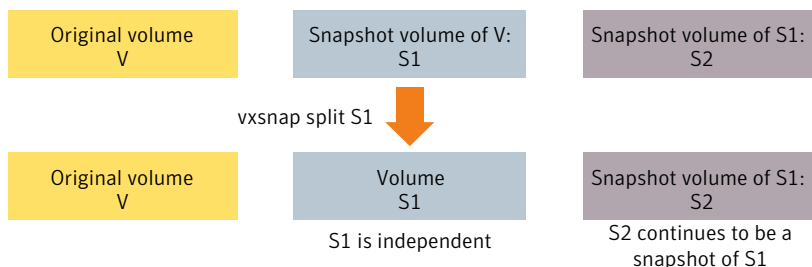 Original volume
V
Snapshot volume of V:
S1
Snapshot volume of S1:
S2
vxsnap split S1
Original volume
V
Volume
S1
Snapshot volume of S1:
S2
S1 is independent
S2 continues to be a
snapshot of S1